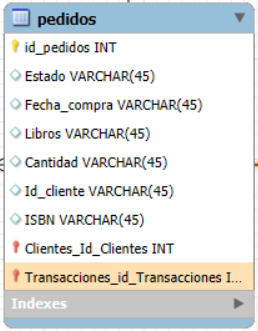 pedidos
id_pedidos INT
Estado VARCHAR(45)
Fecha_compra VARCHAR(45)
Libros VARCHAR(45)
Cantidad VARCHAR(45)
Id_cliente VARCHAR(45)
ISBN VARCHAR(45)
Clientes_Id_Clientes INT
Transacciones_id_Transacciones I...
Indexes